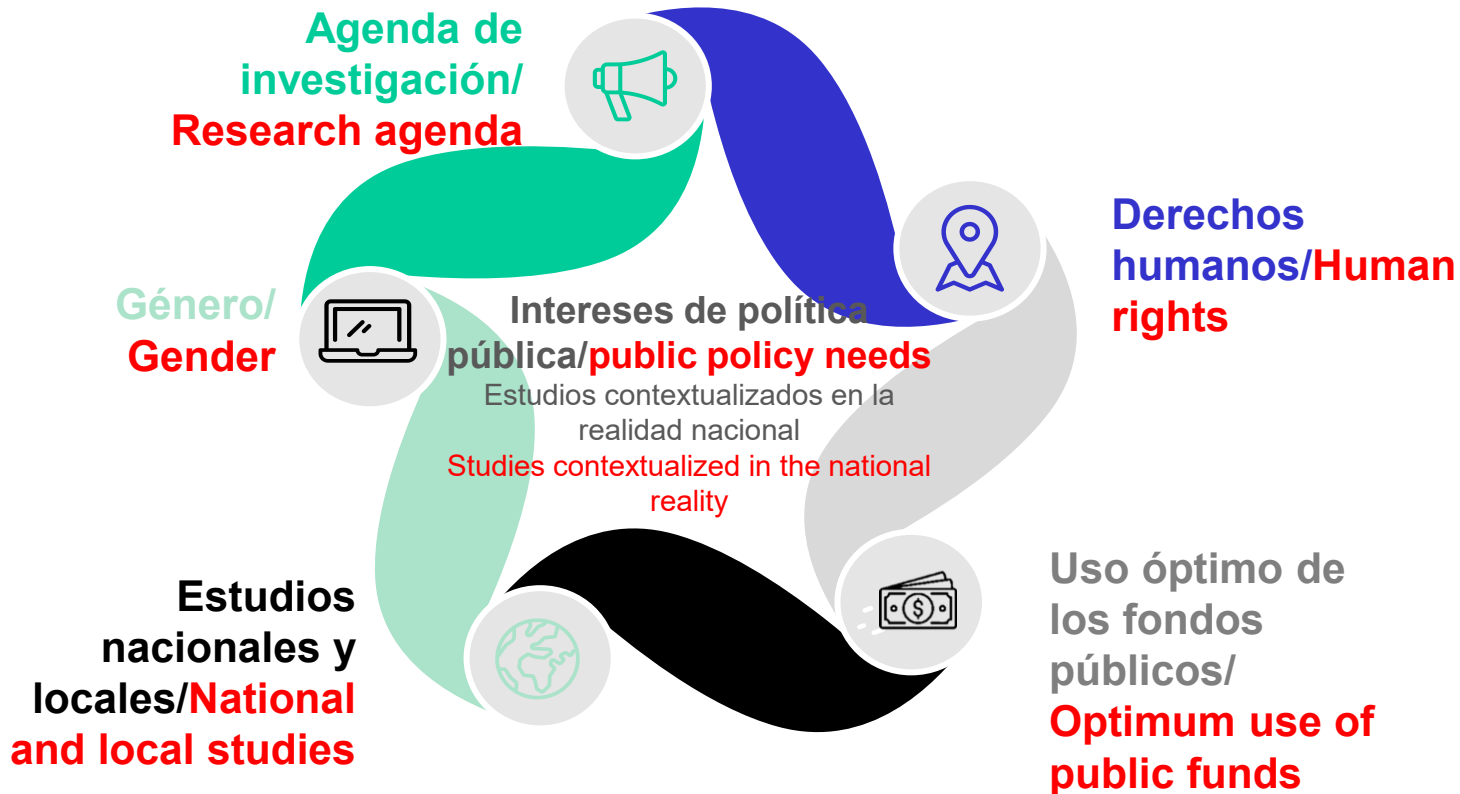 Agenda de
investigación/
Research agenda
Derechos
humanos/Human
rights
Género/
Gender
Intereses de política
pública/public policy needs
Estudios contextualizados en la
realidad nacional
Studies contextualized in the national
reality
Estudios
nacionales y
locales/National
and local studies
Uso óptimo de
los fondos
públicos/
Optimum use of
public funds
$